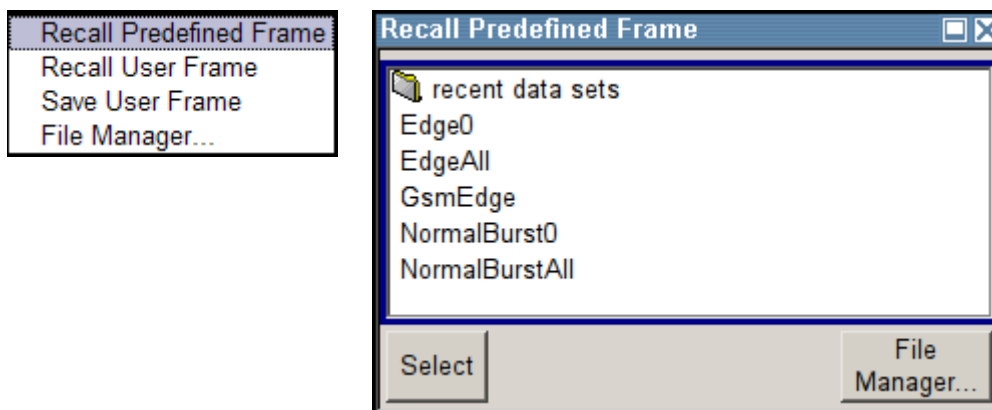 Recall Predefined Frame
Recall User Frame
Save User Frame
File Manager...
Recall Predefined Frame
recent data sets
Edge0
EdgeAll
GsmEdge
NormalBurst0
NormalBurstAll
Select
File
Manager...